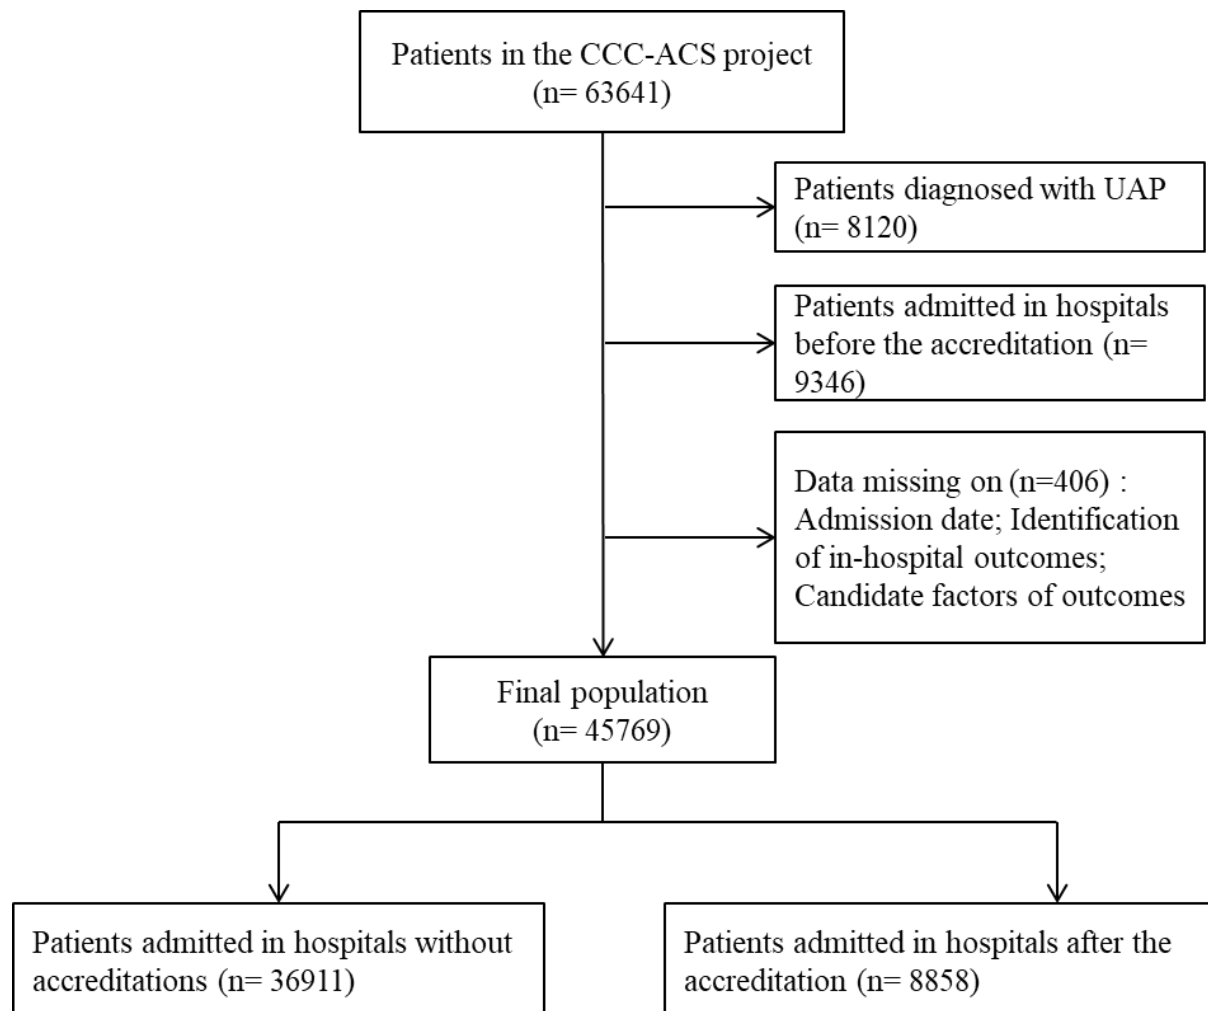 Patients in the CCC-ACS project
(n= 63641)
Patients diagnosed with UAP
(n= 8120)
Patients admitted in hospitals
before the accreditation (n=
9346)
Data missing on (n=406) :
Admission date; Identification
of in-hospital outcomes;
Candidate factors of outcomes
Final population
(n= 45769)
Patients admitted in hospitals without
accreditations (n= 36911)
Patients admitted in hospitals after the
accreditation (n= 8858)